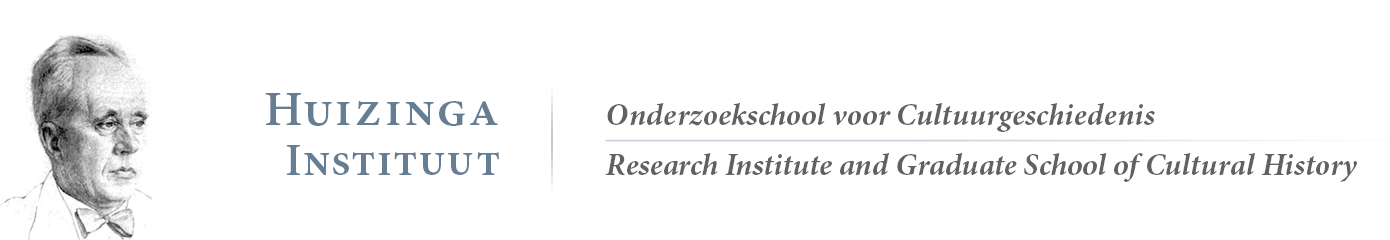 Huizinga
Instituut
Onderzoekschool voor Cultuurgeschiedenis
Research Institute and Graduate School of Cultural History